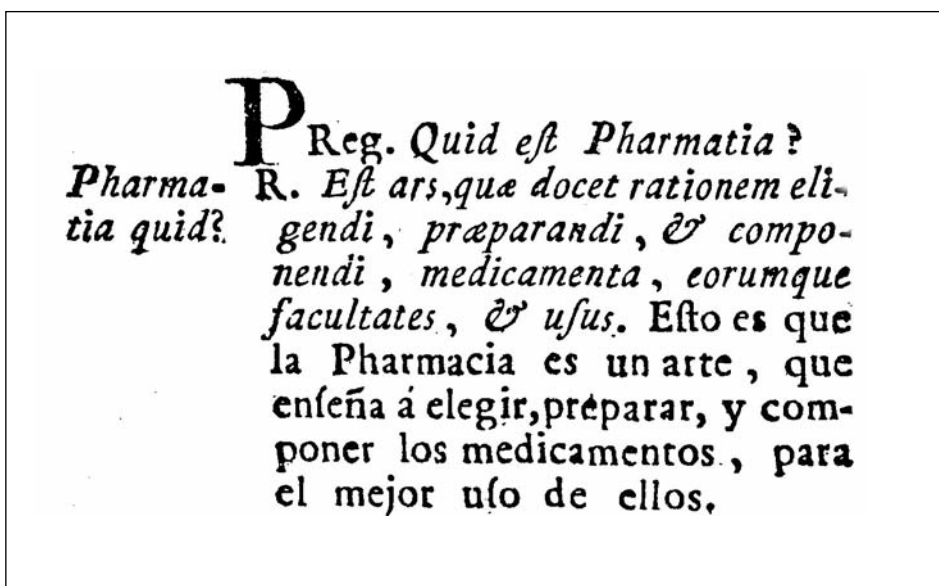 PReg. Quid eſt Pharmatia?
Pharma-
tia quid?
R. Eſt ars, quæ docet rationem eli-
gendi, præparandi, & compo-
nendi, medicamenta, eorumque
facultates, & uſus. Eſto es que
la Pharmacia es un arte, que
enſeña á elegir, préparar, y com-
poner los medicamentos, para
el mejor uſo de ellos.